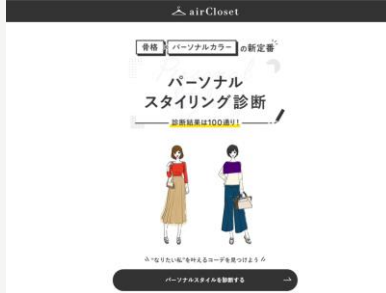 airCloset
骨格 × パーソナルカラー の新定番
パーソナル
スタイリング診断
診断結果は100通り!
"なりたい私"を叶えるコーデを見つけよう
パーソナルスタイルを診断する →